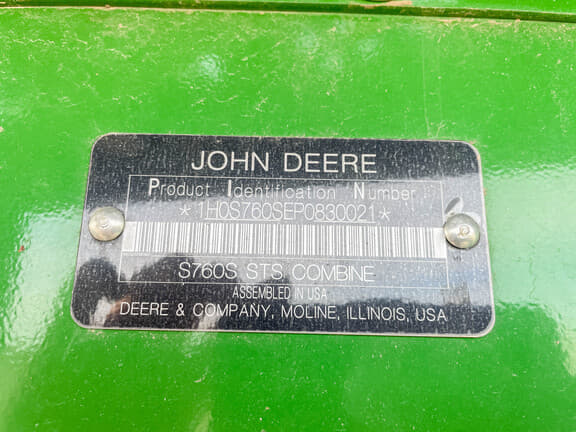 JOHN DEERE
Product Identification Number
*1H0S760SEP0830021*
S760S STS COMBINE
ASSEMBLED IN USA
DEERE & COMPANY, MOLINE, ILLINOIS, USA